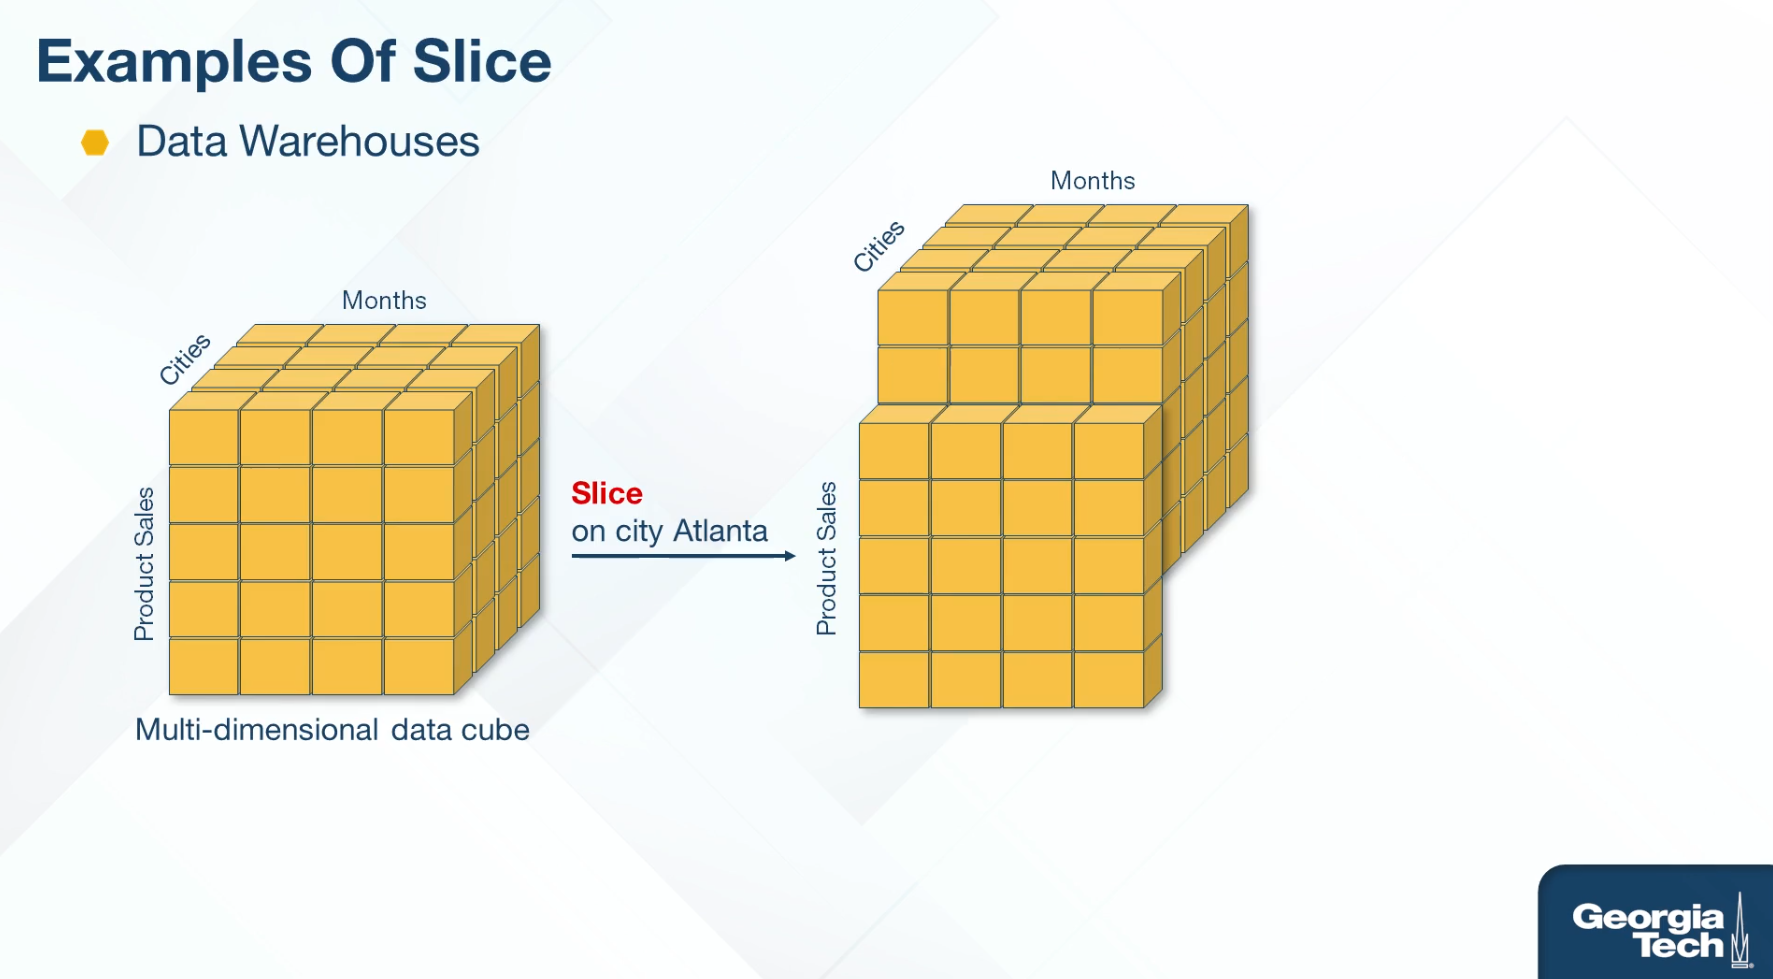 Examples Of Slice
Data Warehouses
Months
Cities
Product Sales
Multi-dimensional data cube
Slice
on city Atlanta
Months
Cities
Product Sales
Georgia
Tech